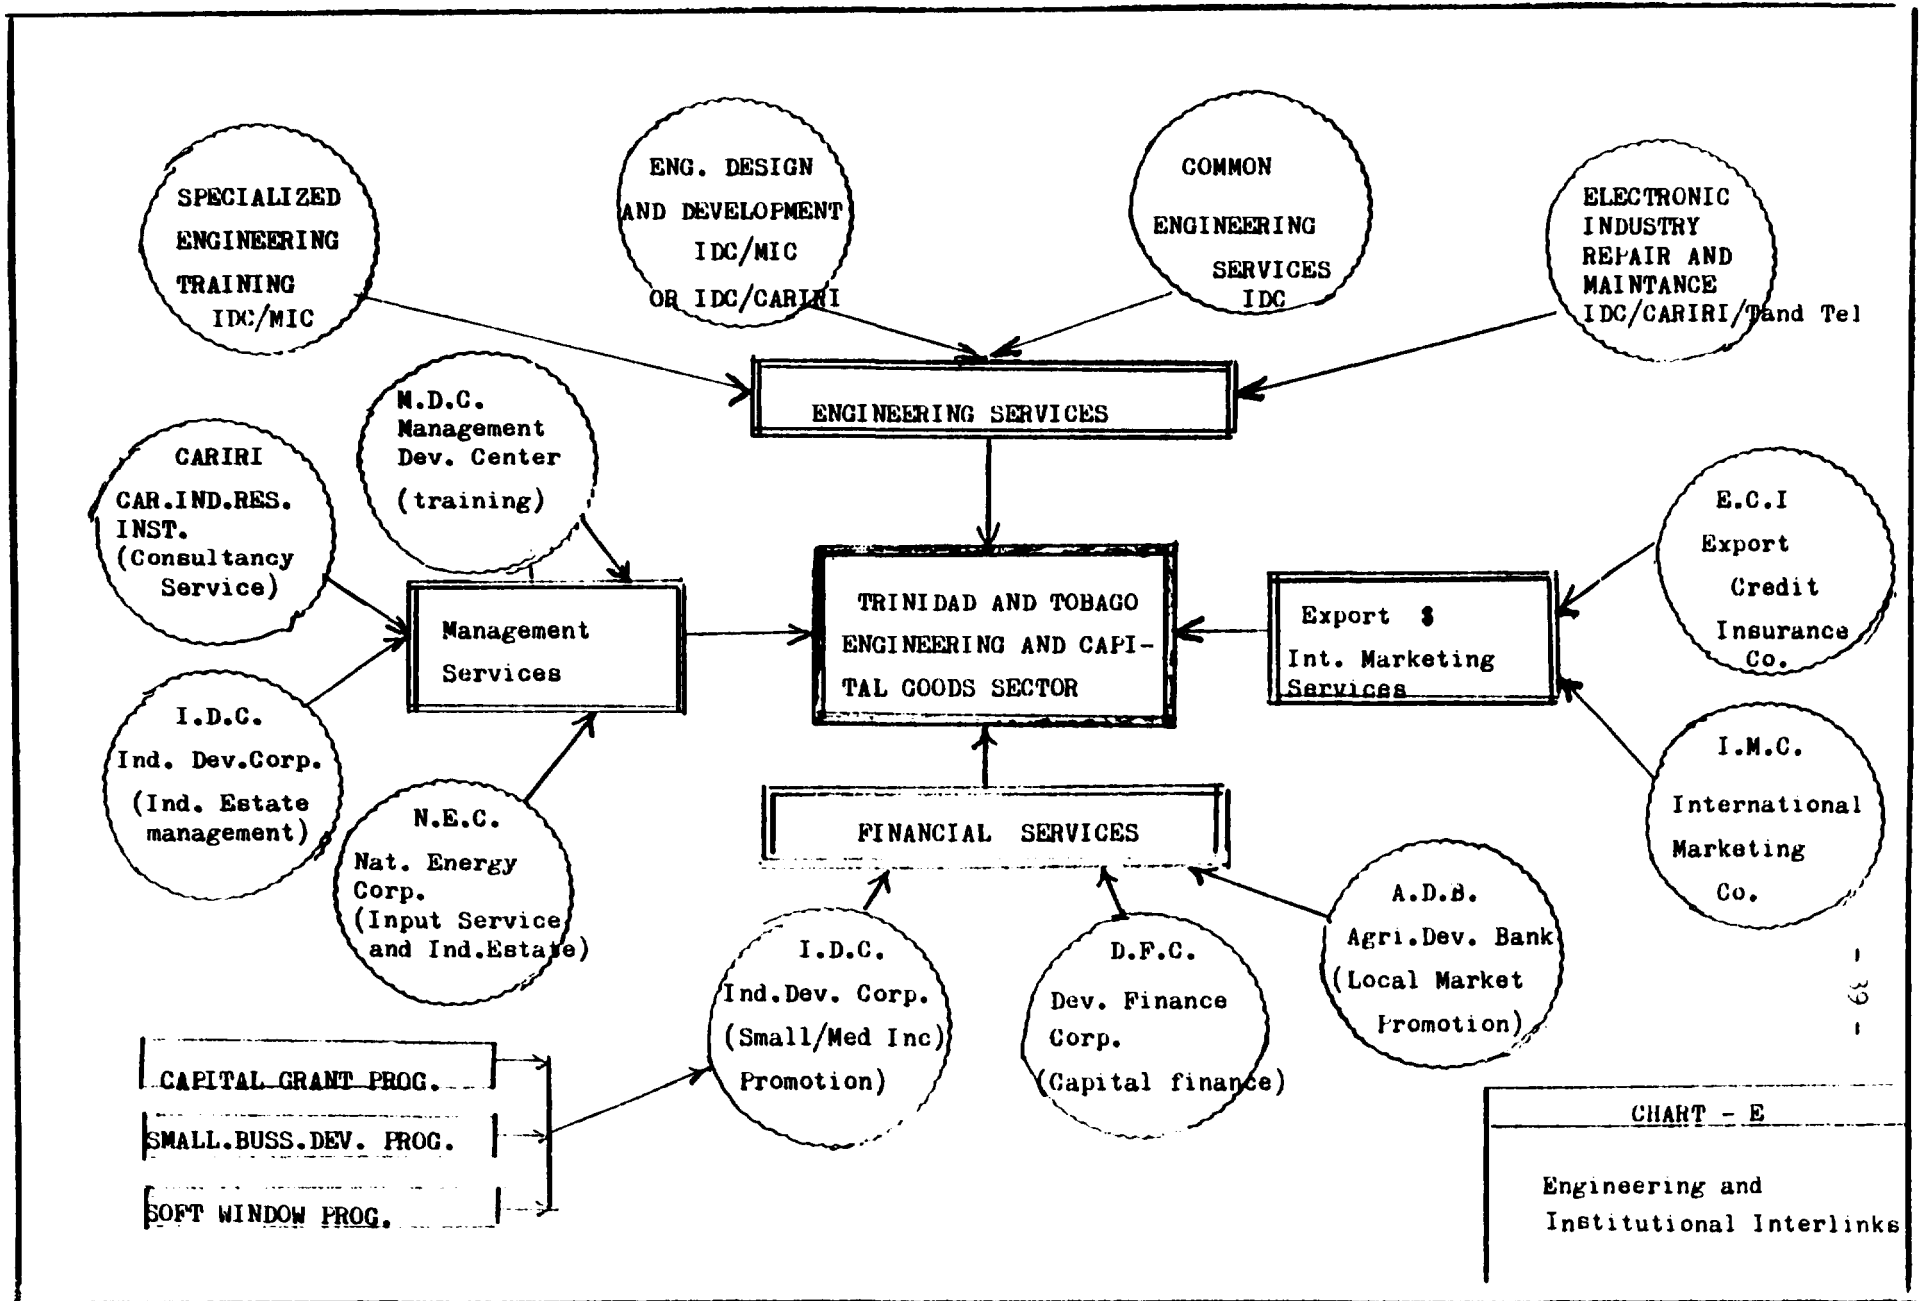 SPECIALIZED
ENGINEERING
TRAINING
IDC/MIC
ENG. DESIGN
AND DEVELOPMENT
IDC/MIC
OR IDC/CARIRI
COMMON
ENGINEERING
SERVICES
IDC
ELECTRONIC
INDUSTRY
REPAIR AND
MAINTANCE
IDC/CARIRI/Tand Tel
ENGINEERING SERVICES
M.D.C.
Management
Dev. Center
(training)
CARIRI
CAR.IND.RES.
INST.
(Consultancy
Service)
Management
Services
TRINIDAD AND TOBAGO
ENGINEERING AND CAPI-
TAL GOODS SECTOR
Export $
Int. Marketing
Services
E.C.I
Export
Credit
Insurance
Co.
I.D.C.
Ind. Dev.Corp.
(Ind. Estate
management)
N.E.C.
Nat. Energy
Corp.
(Input Service
and Ind.Estate)
FINANCIAL SERVICES
I.M.C.
International
Marketing
Co.
I.D.C.
Ind.Dev. Corp.
(Small/Med Inc)
Promotion)
D.F.C.
Dev. Finance
Corp.
(Capital finance)
A.D.B.
Agri.Dev. Bank
(Local Market
Promotion)
- 39 -
CAPITAL GRANT PROG.
SMALL.BUSS.DEV. PROG.
SOFT WINDOW PROG.
CHART - E
Engineering and
Institutional Interlinks